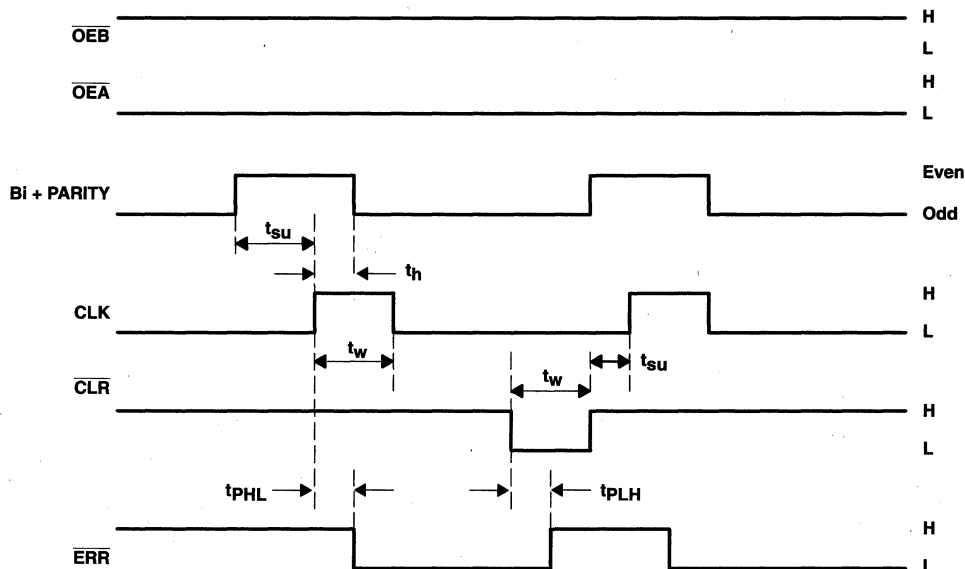 H
OEB
L
H
OEA
L
Even
Bi + PARITY
Odd
tsu
th
H
CLK
L
tw
tsu
CLR
tw
H
L
tPHL
tPLH
H
ERR
L